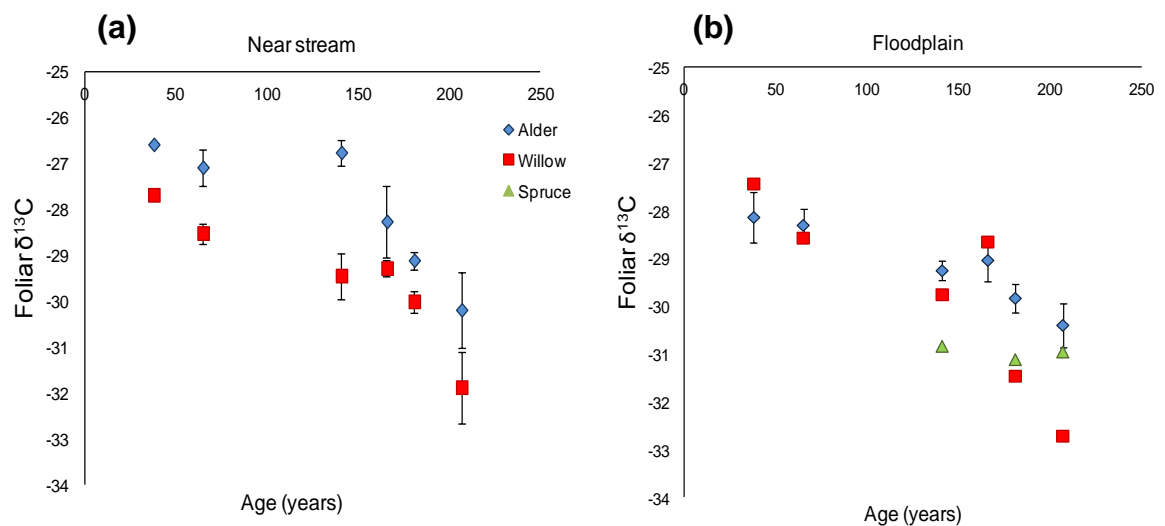 (a)
Near stream
-25
-26
-27
-28
-29
-30
-31
-32
-33
-34
0 50 100 150 200 250
Alder
Willow
Spruce
Foliar δ¹³C
Age (years)
(b)
Floodplain
-25
-26
-27
-28
-29
-30
-31
-32
-33
-34
0 50 100 150 200 250
Foliar δ¹³C
Age (years)